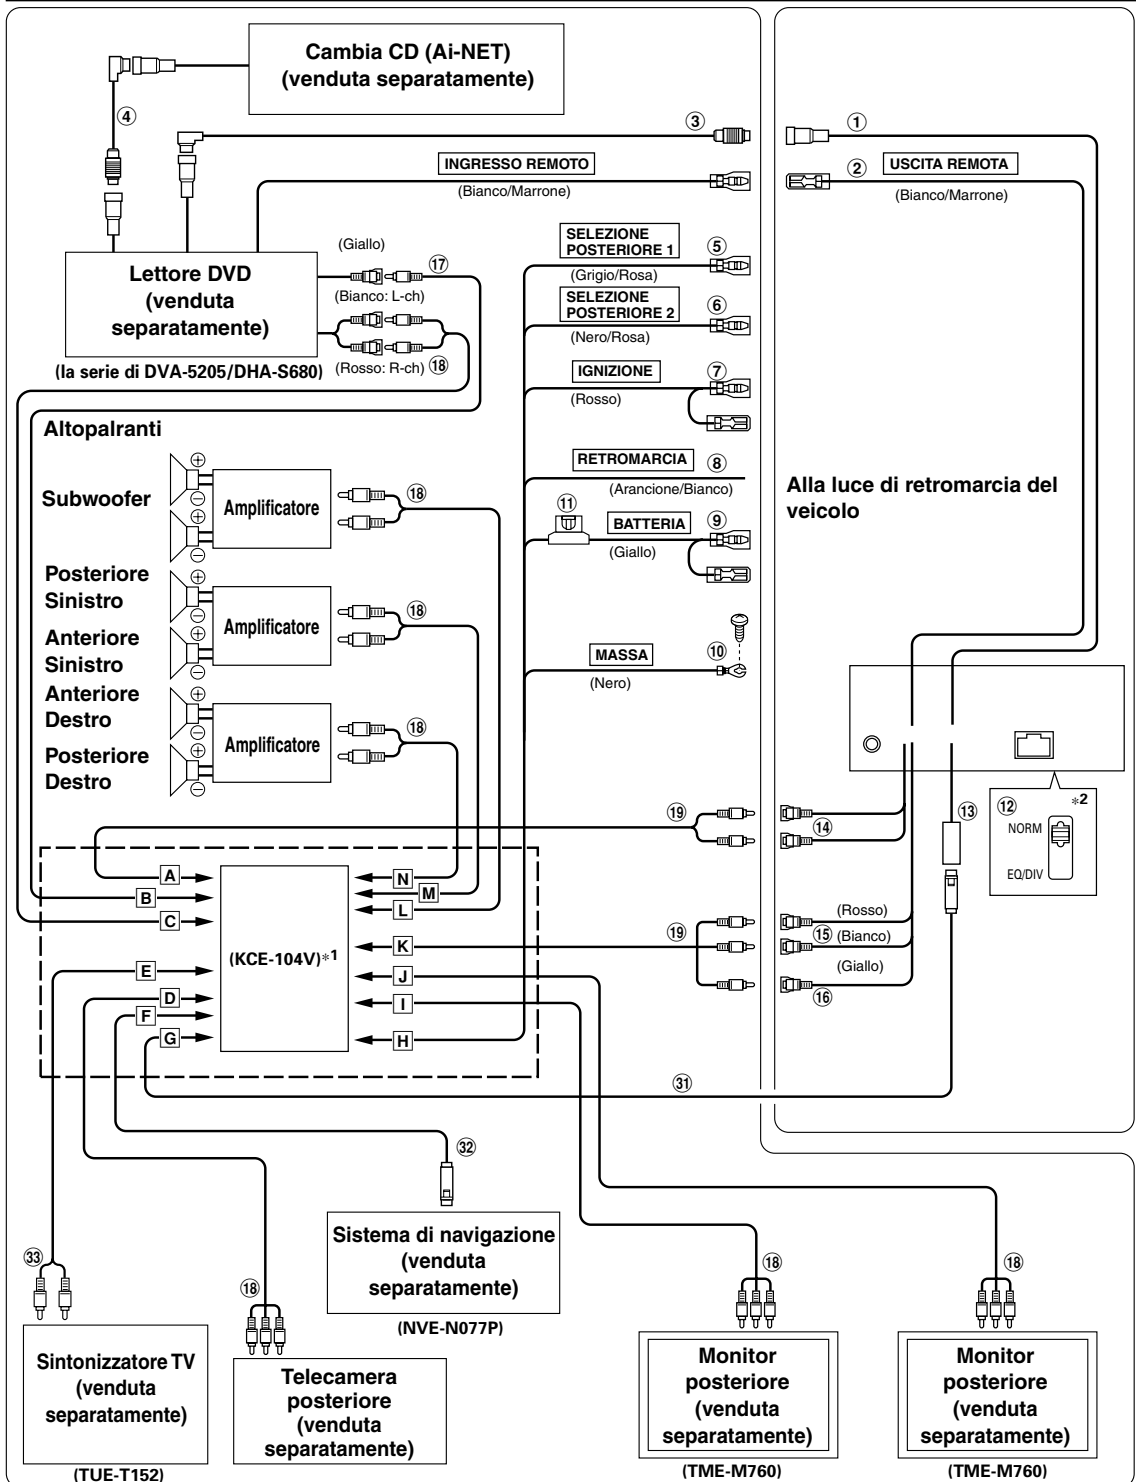 Cambia CD (Ai-NET)
(venduta separatamente)
④
③
①
INGRESSO REMOTO
(Bianco/Marrone)
②
USCITA REMOTA
(Bianco/Marrone)
SELEZIONE
POSTERIORE 1
⑤
(Grigio/Rosa)
SELEZIONE
POSTERIORE 2
⑥
(Nero/Rosa)
IGNIZIONE
⑦
(Rosso)
RETROMARCIA
⑧
(Arancione/Bianco)
⑪
BATTERIA
⑨
(Giallo)
MASSA
⑩
(Nero)
Lettore DVD
(venduta
separatamente)
(la serie di DVA-5205/DHA-S680)
(Giallo)
⑰
(Bianco: L-ch)
(Rosso: R-ch)
⑱
Altopalranti
Subwoofer
+
−
+
−
Amplificatore
⑱
Posteriore
Sinistro
Anteriore
Sinistro
+
−
+
−
Amplificatore
⑱
Anteriore
Destro
Posteriore
Destro
+
−
+
−
Amplificatore
⑱
Alla luce di retromarcia del
veicolo
⑫
*2
NORM
EQ/DIV
⑬
⑲
⑭
⑲
(Rosso)
⑮
(Bianco)
(Giallo)
⑯
A
B
C
E
D
F
G
(KCE-104V)*1
N
M
L
K
J
I
H
㉛
㉜
Sistema di navigazione
(venduta
separatamente)
(NVE-N077P)
㉝
Sintonizzatore TV
(venduta
separatamente)
(TUE-T152)
⑱
Telecamera
posteriore
(venduta
separatamente)
⑱
Monitor
posteriore
(venduta
separatamente)
(TME-M760)
⑱
Monitor
posteriore
(venduta
separatamente)
(TME-M760)